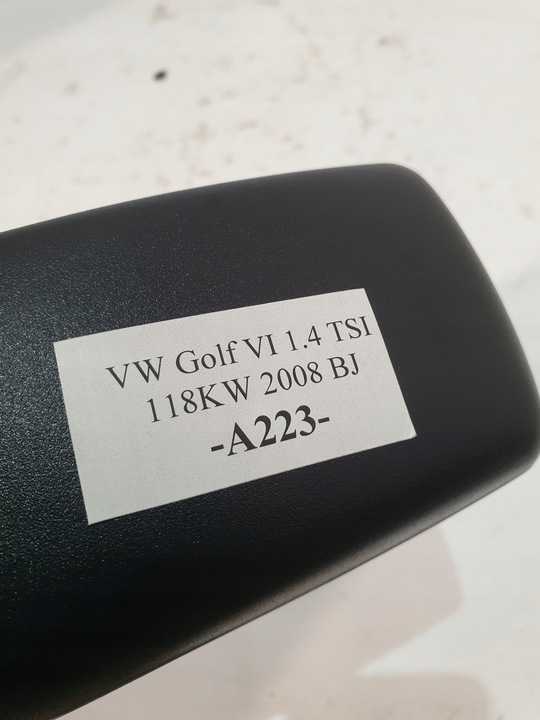 VW Golf VI 1.4 TSI
118KW 2008 BJ
-A223-